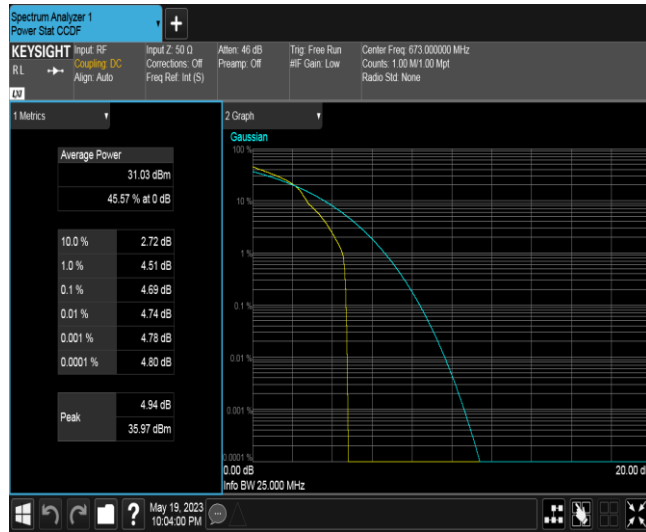 Spectrum Analyzer 1
Power Stat CCDF
+
KEYSIGHT
RL
LXI
Input: RF
Coupling: DC
Align: Auto
Input Z: 50 Ω
Corrections: Off
Freq Ref: Int (S)
Atten: 46 dB
Preamp: Off
Trig: Free Run
#IF Gain: Low
Center Freq: 673.000000 MHz
Counts: 1.00 M/1.00 Mpt
Radio Std: None
1 Metrics
Average Power
31.03 dBm
45.57 % at 0 dB
10.0 % 2.72 dB
1.0 % 4.51 dB
0.1 % 4.69 dB
0.01 % 4.74 dB
0.001 % 4.78 dB
0.0001 % 4.80 dB
Peak
4.94 dB
35.97 dBm
2 Graph
Gaussian
100 %
10 %
1 %
0.1 %
0.01 %
0.001 %
0.0001 %
0.00 dB
20.00 d
Info BW 25.000 MHz
?
May 19, 2023
10:04:00 PM